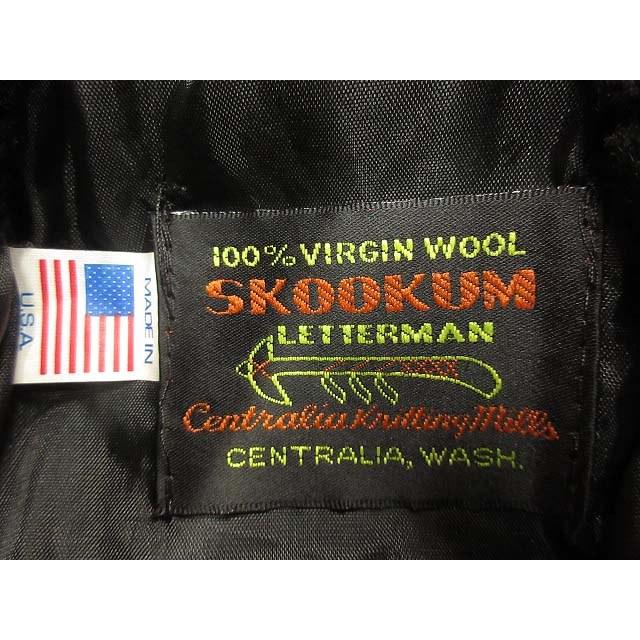 100% VIRGIN WOOL
SKOOKUM
LETTERMAN
Centralia Knitting Mills
CENTRALIA, WASH.
MADE IN
USA